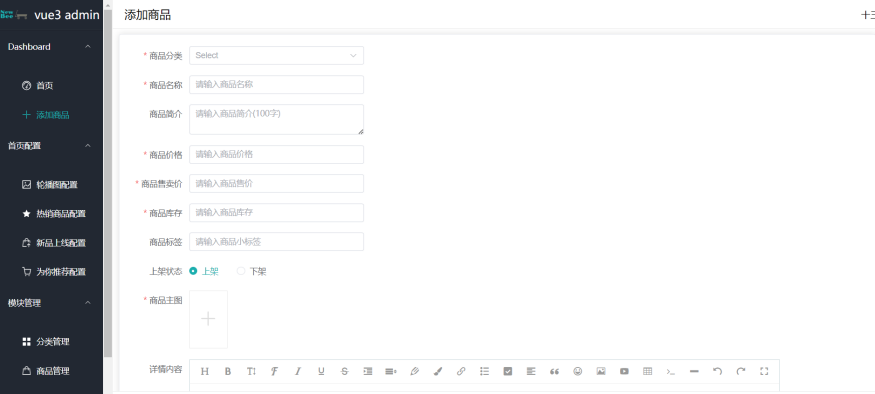 New Bee vue3 admin
添加商品
十三
Dashboard
首页
添加商品
首页配置
轮播图配置
热销商品配置
新品上线配置
为你推荐配置
模块管理
分类管理
商品管理
* 商品分类 Select
* 商品名称 请输入商品名称
商品简介 请输入商品简介(100字)
* 商品价格 请输入商品价格
* 商品售卖价 请输入商品售价
* 商品库存 请输入商品库存
商品标签 请输入商品小标签
上架状态 上架 下架
* 商品主图
详情内容